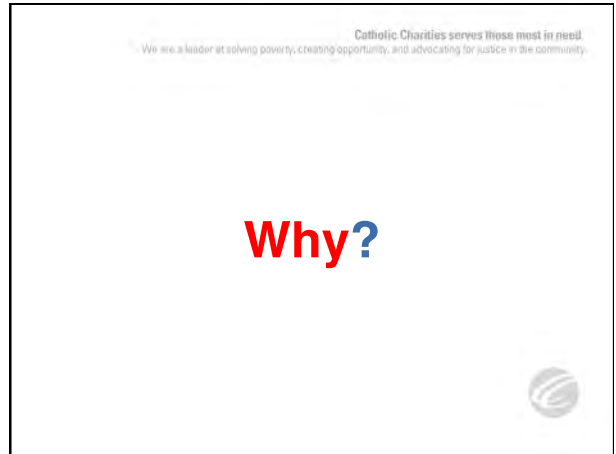 Catholic Charities serves those most in need.
We are a leader at solving poverty, creating opportunity, and advocating for justice in the community.
Why?